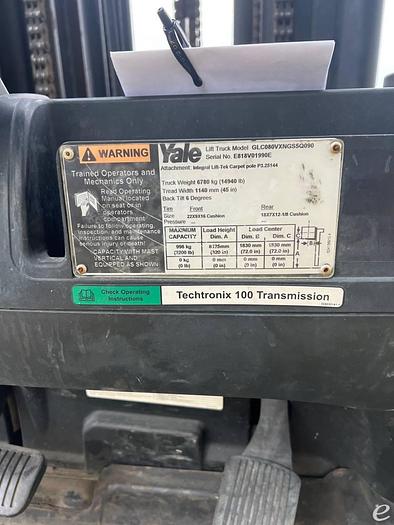 WARNING
Trained Operators and
Mechanics Only
Read Operating
Manual located
on seat or in
operators
compartment
Failure to follow operating,
inspection, and maintenance
instructions can cause
serious injury or death!
CAPACITY WITH MAST
VERTICAL AND
EQUIPPED AS SHOWN
Yale
Lift Truck Model GLC080VXNGSSQ090
Serial No. E818V01990E
Attachment: Integral Lift-Tek Carpet pole P3.25144
Truck Weight 6780 kg (14940 lb)
Tread Width 1140 mm (45 in)
Back Tilt 6 Degrees
Tire Front Rear
Size 22X9X16 Cushion 18X7X12-1/8 Cushion
Pressure ---
MAXIMUM CAPACITY Load Height Dim. A Load Center Dim. B Dim. C
1830 mm 1830 mm
(1200 lb) (72.0 in) (72.0 in)
0 kg 0 mm 0 mm 0 mm
(0 lb) (0 in) (0 in) (0 in)
A
B
Check Operating
Instructions
Techtronix 100 Transmission
e